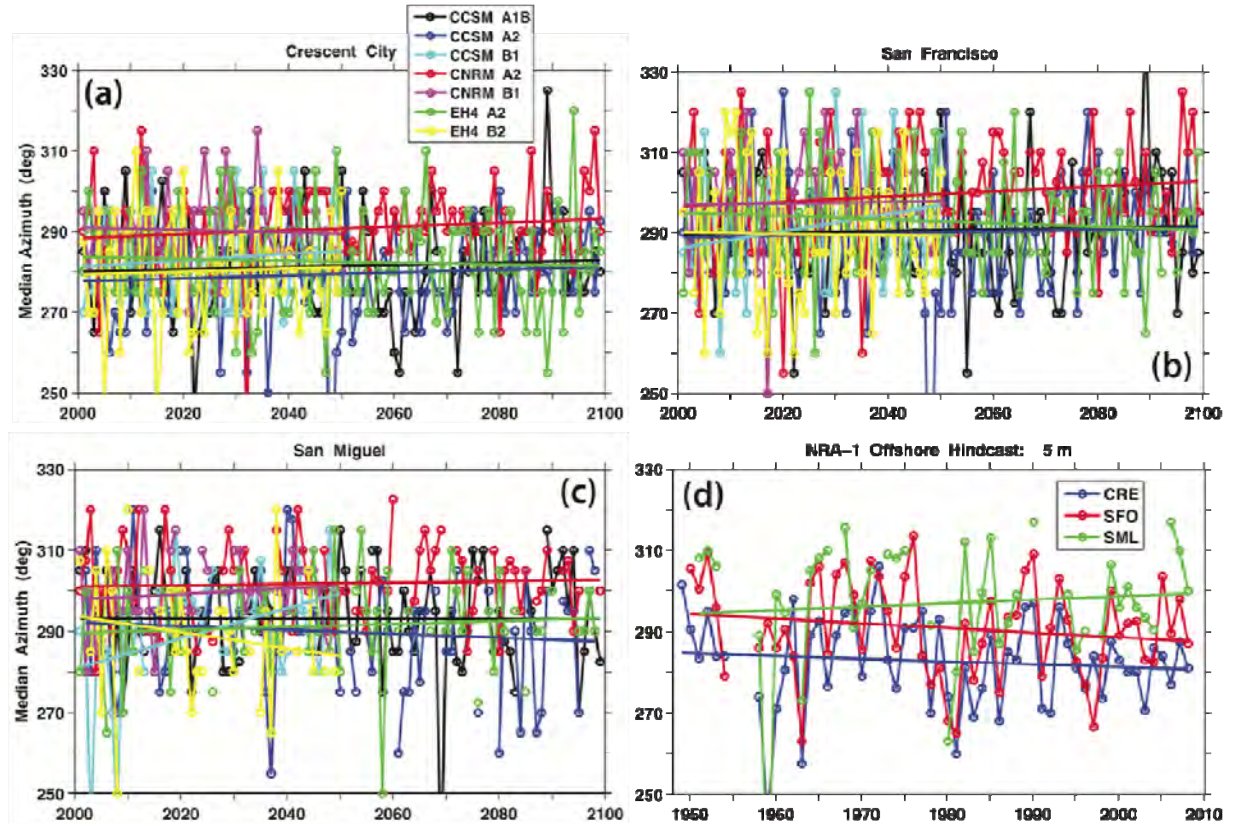 CCSM A1B
CCSM A2
CCSM B1
CNRM A2
CNRM B1
EH4 A2
EH4 B2
Crescent City
(a)
Median Azimuth (deg)
330
310
290
270
250
2000 2020 2040 2060 2080 2100
San Francisco
(b)
330
310
290
270
250
2000 2020 2040 2060 2080 2100
San Miguel
(c)
Median Azimuth (deg)
330
310
290
270
250
2000 2020 2040 2060 2080 2100
NRA-1 Offshore Hindcast: 5 m
(d)
CRE
SFO
SML
330
310
290
270
250
1950 1960 1970 1980 1990 2000 2010